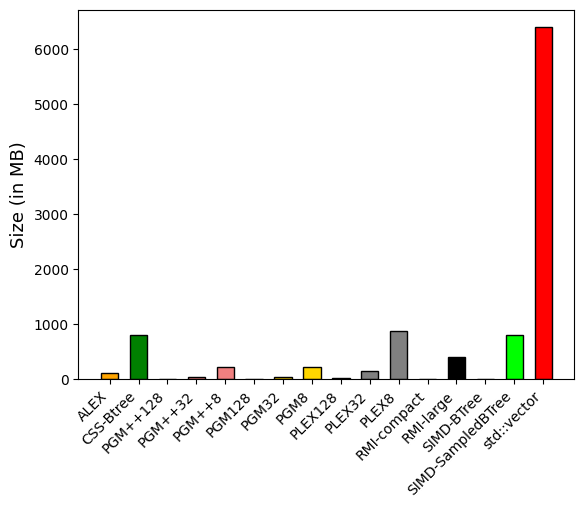 Size (in MB)
6000
5000
4000
3000
2000
1000
0
ALEX
CSS-Btree
PGM++128
PGM++32
PGM++8
PGM128
PGM32
PGM8
PLEX128
PLEX32
PLEX8
RMI-compact
RMI-large
SIMD-BTree
SIMD-SampledBTree
std::vector